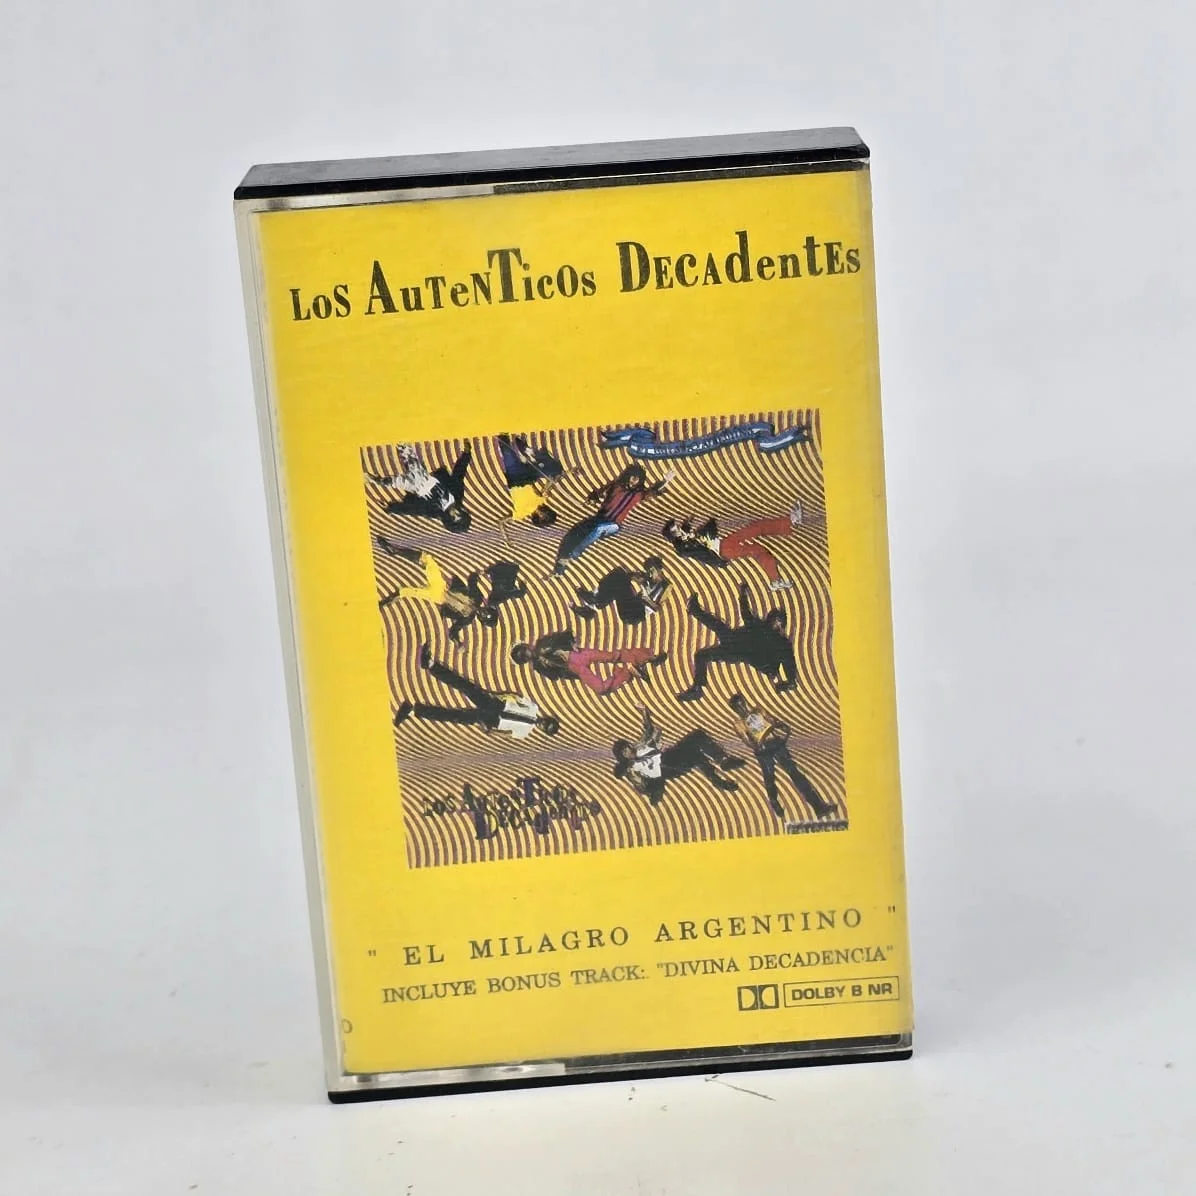 Los AuTeNTicos DECAdentEs
LOS AUTENTICOS
DECADENTES
" EL MILAGRO ARGENTINO "
INCLUYE BONUS TRACK:. "DIVINA DECADENCIA"
DOLBY B NR